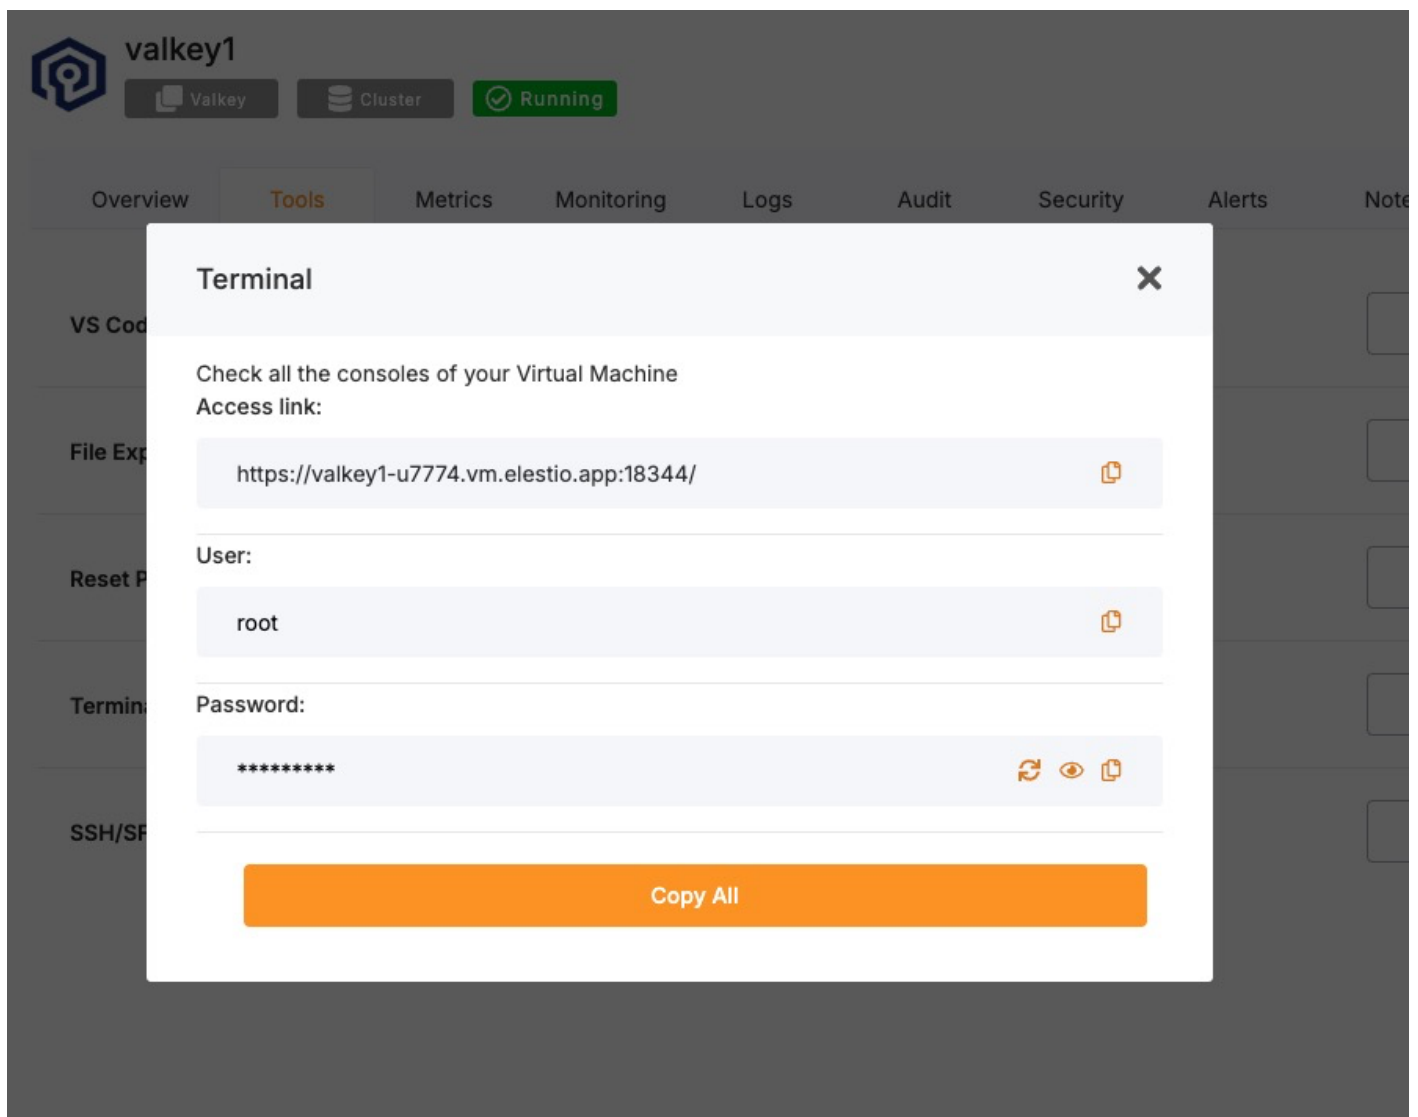 valkey1
Valkey
Cluster
Running
Overview
Tools
Metrics
Monitoring
Logs
Audit
Security
Alerts
Note
Terminal
VS Cod
Check all the consoles of your Virtual Machine
Access link:
File Exp
https://valkey1-u7774.vm.elestio.app:18344/
User:
Reset P
root
Password:
Termina
*********
SSH/SF
Copy All